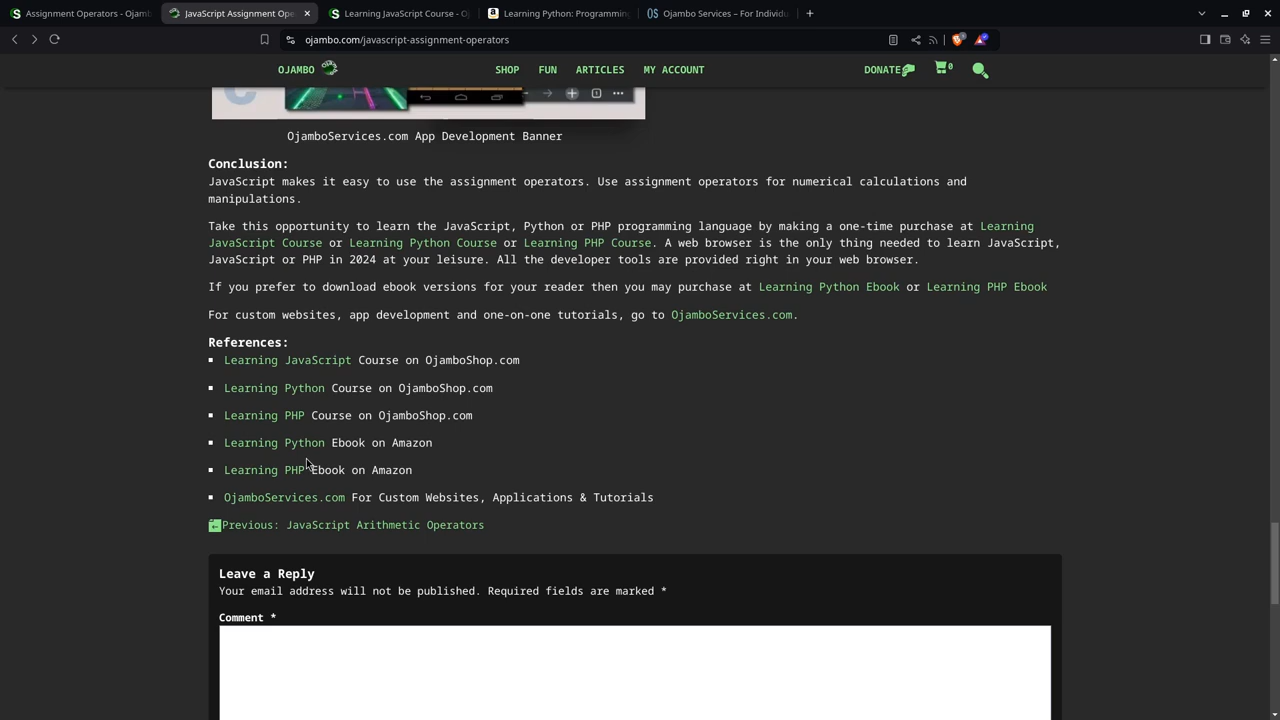 Assignment Operators - Ojamb
JavaScript Assignment Ope
Learning JavaScript Course - O
Learning Python: Programming
Ojambo Services – For Individu
ojambo.com/javascript-assignment-operators
OJAMBO
SHOP
FUN
ARTICLES
MY ACCOUNT
DONATE
0
OjamboServices.com App Development Banner
Conclusion:
JavaScript makes it easy to use the assignment operators. Use assignment operators for numerical calculations and
manipulations.
Take this opportunity to learn the JavaScript, Python or PHP programming language by making a one-time purchase at Learning
JavaScript Course or Learning Python Course or Learning PHP Course. A web browser is the only thing needed to learn JavaScript,
JavaScript or PHP in 2024 at your leisure. All the developer tools are provided right in your web browser.
If you prefer to download ebook versions for your reader then you may purchase at Learning Python Ebook or Learning PHP Ebook
For custom websites, app development and one-on-one tutorials, go to OjamboServices.com.
References:
Learning JavaScript Course on OjamboShop.com
Learning Python Course on OjamboShop.com
Learning PHP Course on OjamboShop.com
Learning Python Ebook on Amazon
Learning PHP Ebook on Amazon
OjamboServices.com For Custom Websites, Applications & Tutorials
Previous: JavaScript Arithmetic Operators
Leave a Reply
Your email address will not be published. Required fields are marked *
Comment *